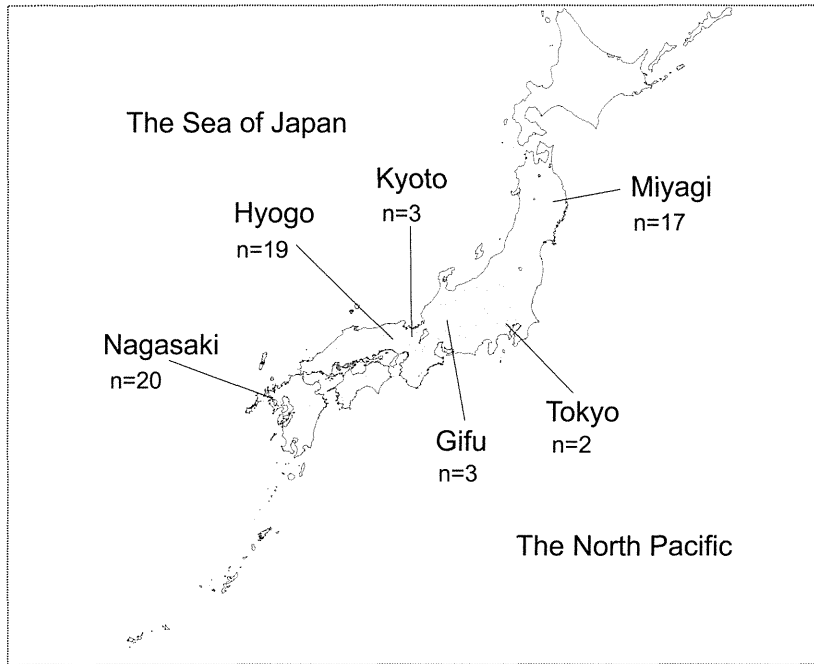 The Sea of Japan
Kyoto
n=3
Miyagi
n=17
Hyogo
n=19
Nagasaki
n=20
Tokyo
n=2
Gifu
n=3
The North Pacific